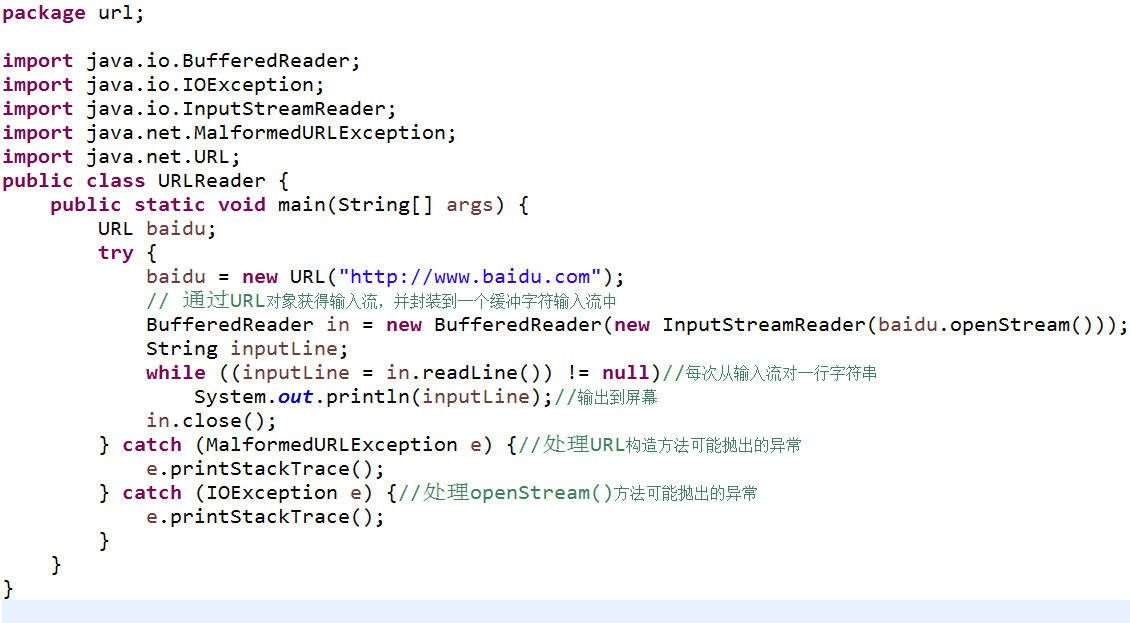 package url;

import java.io.BufferedReader;
import java.io.IOException;
import java.io.InputStreamReader;
import java.net.MalformedURLException;
import java.net.URL;
public class URLReader {
    public static void main(String[] args) {
        URL baidu;
        try {
            baidu = new URL("http://www.baidu.com");
            // 通过URL对象获得输入流，并封装到一个缓冲字符输入流中
            BufferedReader in = new BufferedReader(new InputStreamReader(baidu.openStream()));
            String inputLine;
            while ((inputLine = in.readLine()) != null)//每次从输入流对一行字符串
                System.out.println(inputLine);//输出到屏幕
            in.close();
        } catch (MalformedURLException e) {//处理URL构造方法可能抛出的异常
            e.printStackTrace();
        } catch (IOException e) {//处理openStream()方法可能抛出的异常
            e.printStackTrace();
        }
    }
}